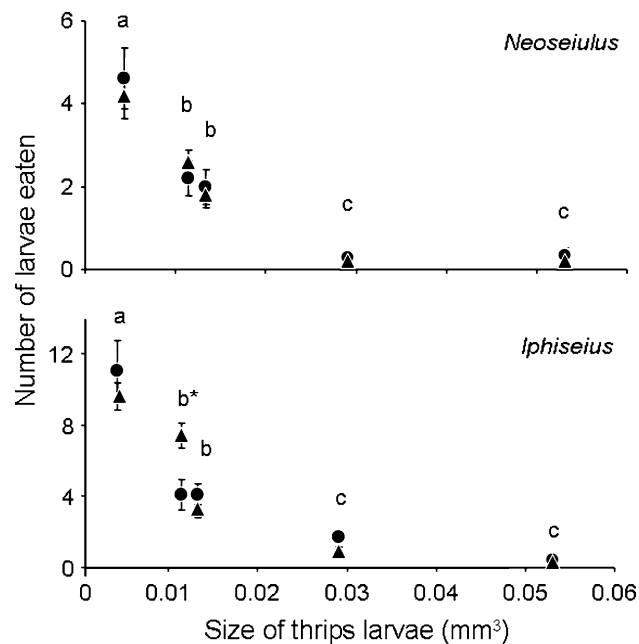 6
a
Neoseiulus
4
b
b
2
c
c
0
Number of larvae eaten
a
Iphiseius
12
b*
8
b
4
c
c
0
0 0.01 0.02 0.03 0.04 0.05 0.06
Size of thrips larvae (mm³)